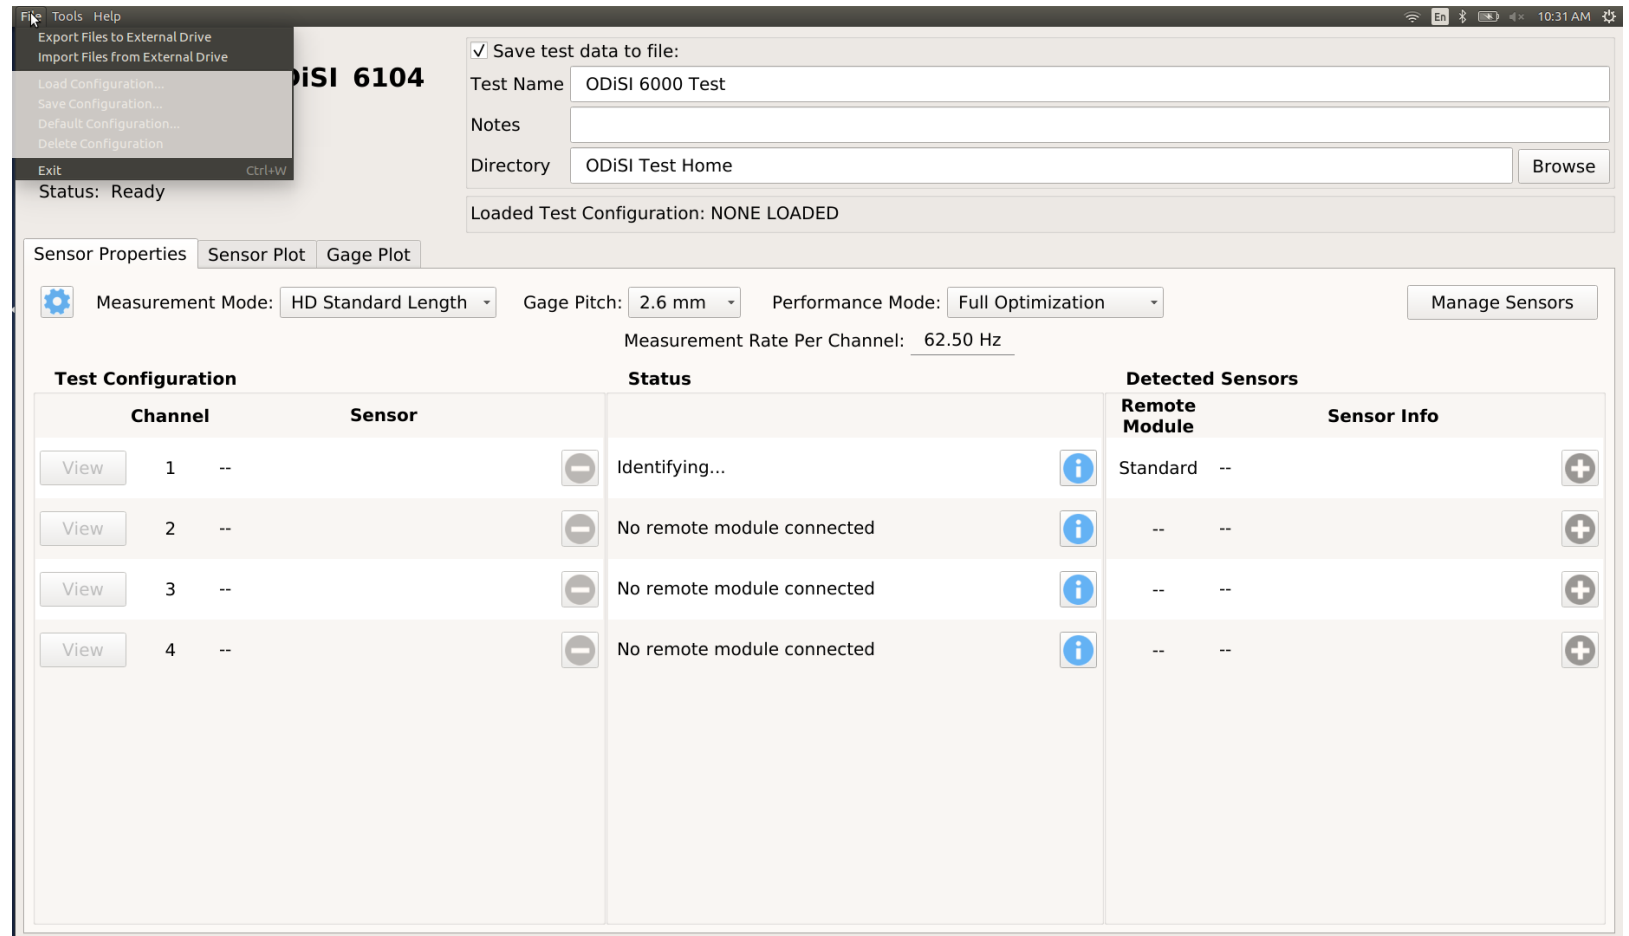 File Tools Help
En 10:31 AM
Export Files to External Drive
Import Files from External Drive
Load Configuration...
Save Configuration...
Default Configuration...
Delete Configuration
Exit Ctrl+W
DiSI 6104
Status: Ready
Save test data to file:
Test Name ODiSI 6000 Test
Notes
Directory ODiSI Test Home Browse
Loaded Test Configuration: NONE LOADED
Sensor Properties Sensor Plot Gage Plot
Measurement Mode: HD Standard Length Gage Pitch: 2.6 mm Performance Mode: Full Optimization Manage Sensors
Measurement Rate Per Channel: 62.50 Hz
Test Configuration Status Detected Sensors
Channel Sensor Remote Module Sensor Info
View 1 -- Identifying... Standard --
View 2 -- No remote module connected -- --
View 3 -- No remote module connected -- --
View 4 -- No remote module connected -- --